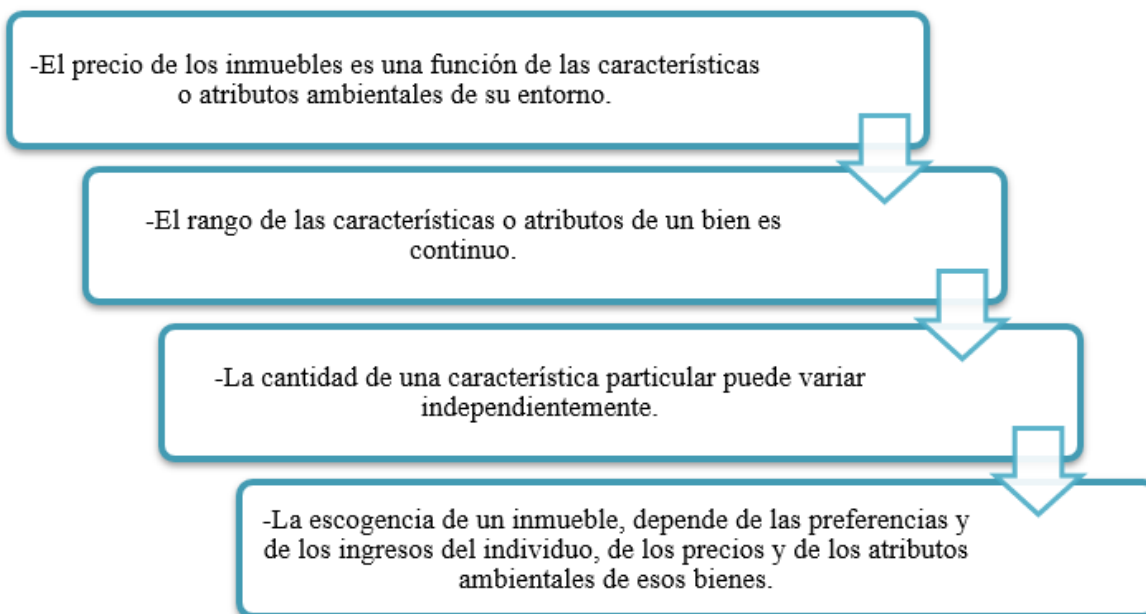 -El precio de los inmuebles es una función de las características
o atributos ambientales de su entorno.
-El rango de las características o atributos de un bien es
continuo.
-La cantidad de una característica particular puede variar
independientemente.
-La escogencia de un inmueble, depende de las preferencias y
de los ingresos del individuo, de los precios y de los atributos
ambientales de esos bienes.